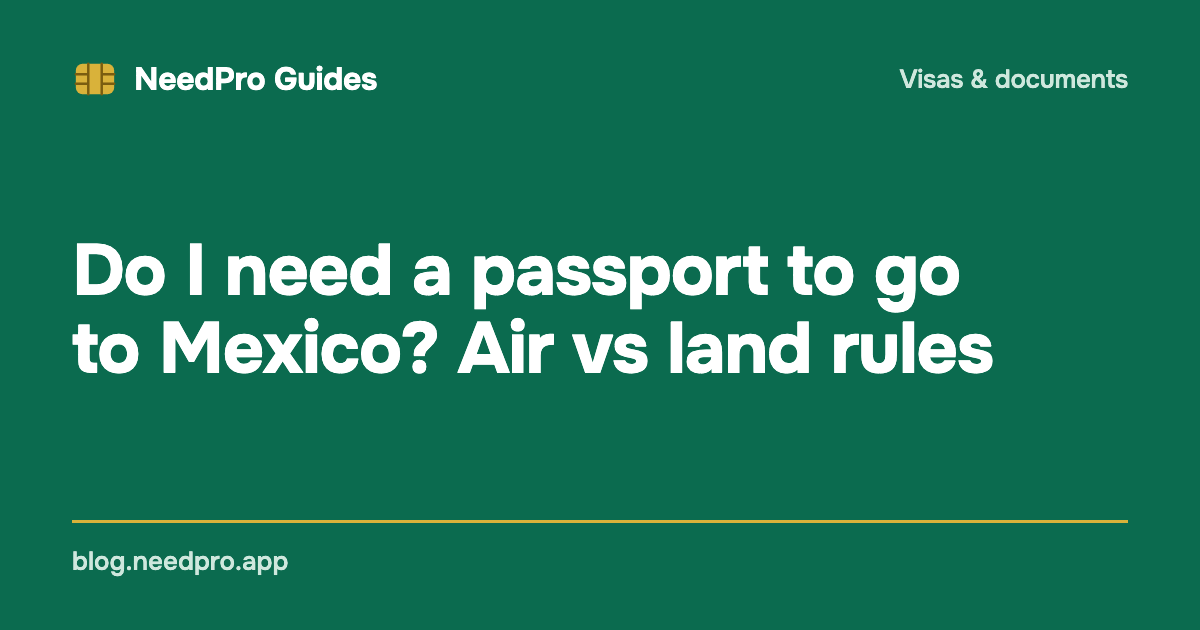 NeedPro Guides
Visas & documents
Do I need a passport to go
to Mexico? Air vs land rules
blog.needpro.app